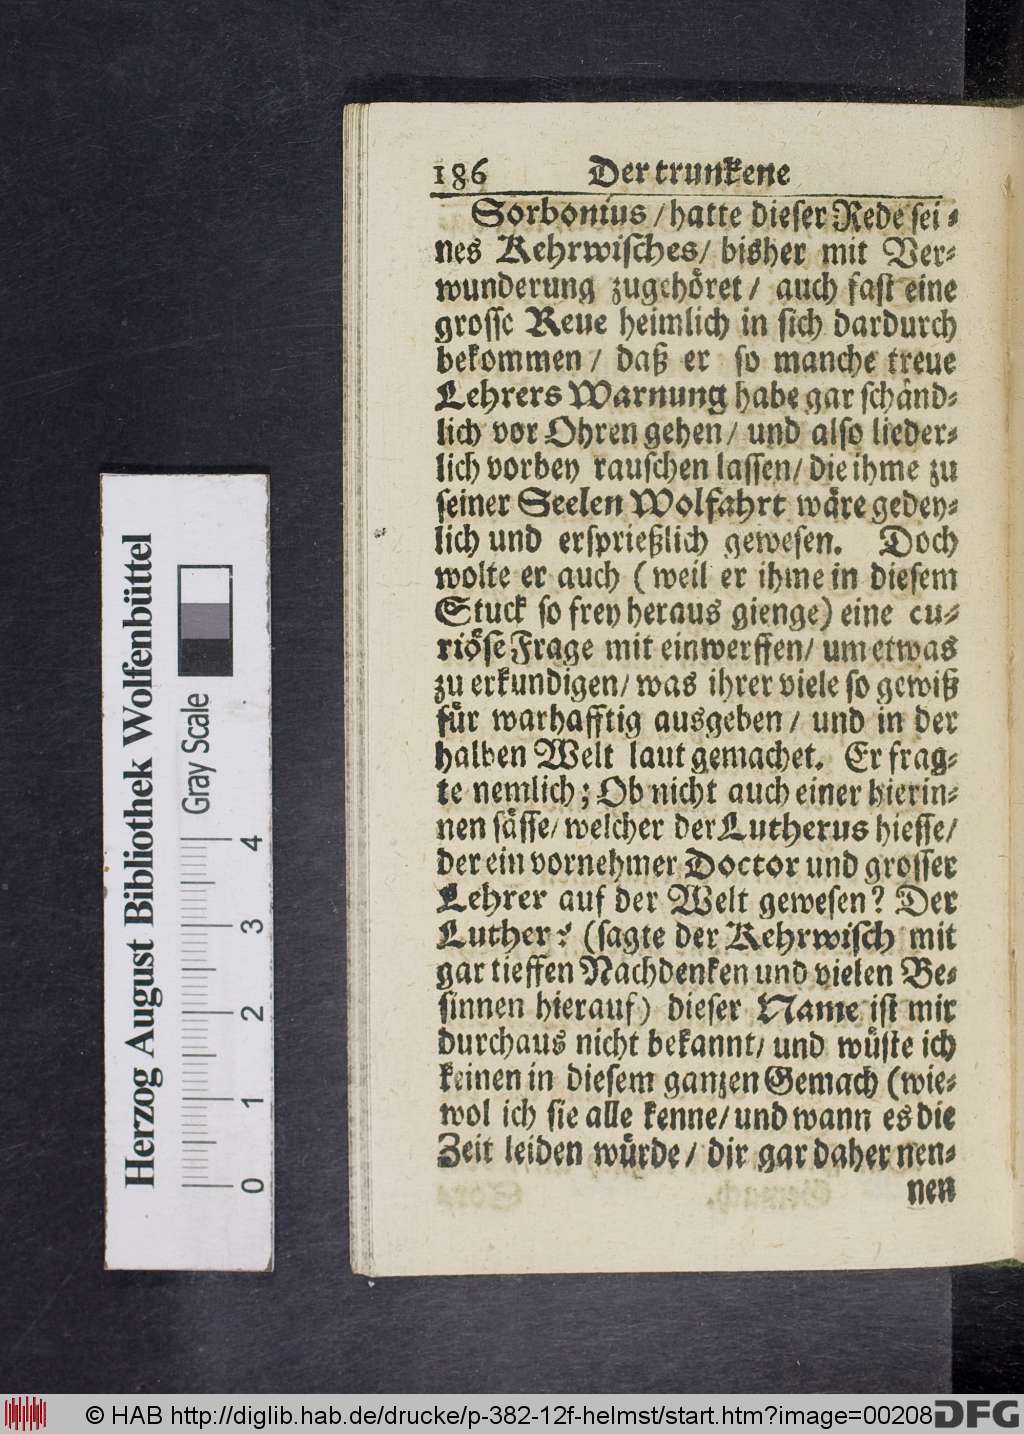 186 Der trunkene
Sorbonius / hatte dieser Rede sei-
nes Kehrwisches / bisher mit Ver-
wunderung zugehöret / auch fast eine
grosse Reue heimlich in sich dardurch
bekommen / daß er so manche treue
Lehrers Warnung habe gar schänd-
lich vor Ohren gehen / und also lieder-
lich vorbey rauschen lassen / die ihme zu
seiner Seelen Wolfahrt wäre gedey-
lich und ersprießlich gewesen. Doch
wolte er auch (weil er ihme in diesem
Stuck so frey heraus gienge) eine cu-
riöse Frage mit einwerffen / um etwas
zu erkundigen / was ihrer viele so gewiß
für warhafftig ausgeben / und in der
halben Welt laut gemachet. Er frag-
te nemlich; Ob nicht auch einer hierin-
nen sässe / welcher der Lutherus hiesse /
der ein vornehmer Doctor und grosser
Lehrer auf der Welt gewesen? Der
Luther? (sagte der Kehrwisch mit
gar tieffen Nachdenken und vielen Be-
sinnen hierauf) dieser Name ist mir
durchaus nicht bekannt / und wüste ich
keinen in diesem ganzen Gemach (wie-
wol ich sie alle kenne / und wann es die
Zeit leiden würde / dir gar daher nen-
nen
Herzog August Bibliothek Wolfenbüttel
Gray Scale
0 1 2 3 4
© HAB http://diglib.hab.de/drucke/p-382-12f-helmst/start.htm?image=00208
DFG